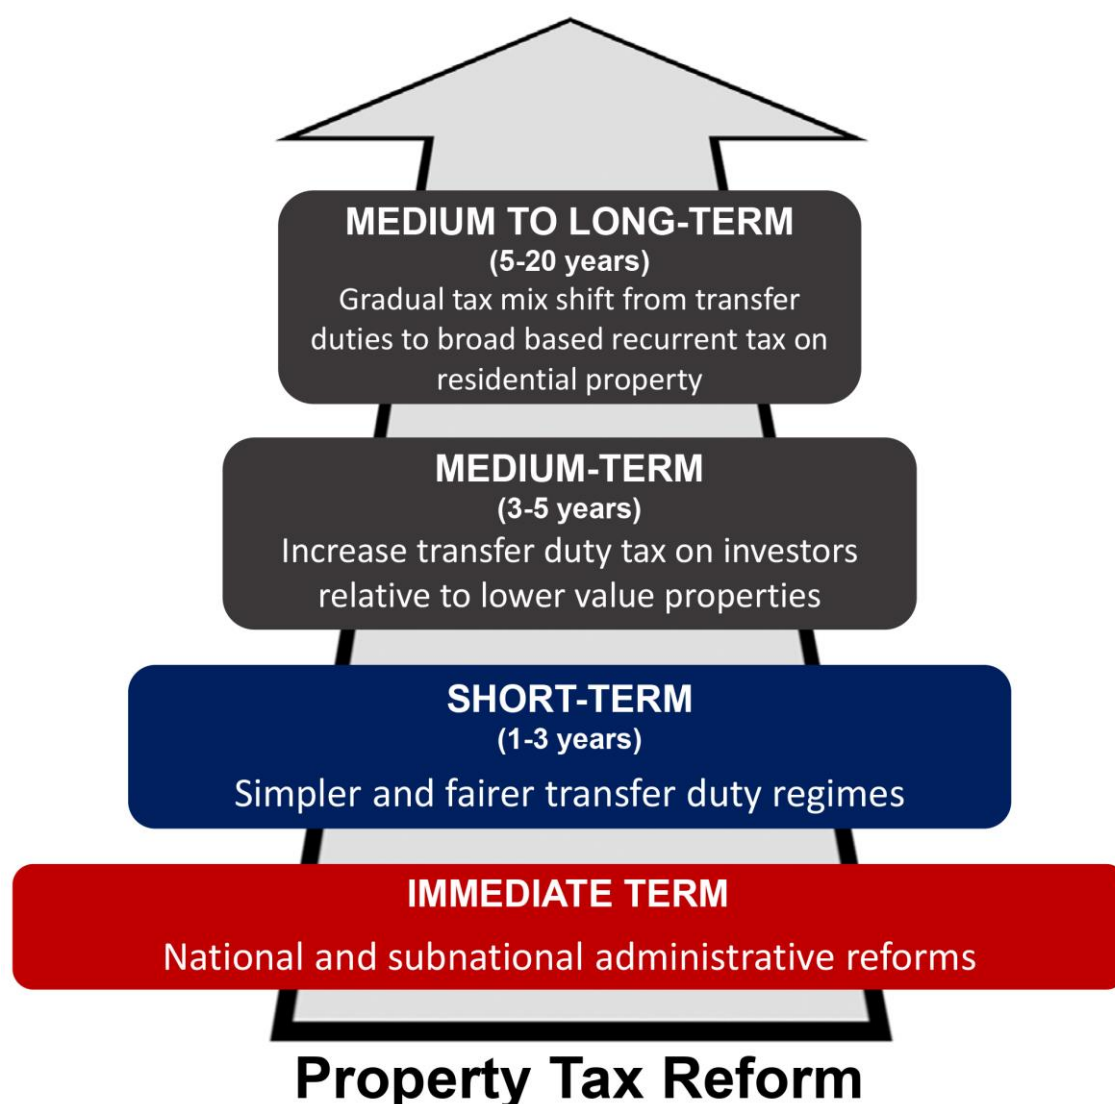 MEDIUM TO LONG-TERM
(5-20 years)
Gradual tax mix shift from transfer
duties to broad based recurrent tax on
residential property
MEDIUM-TERM
(3-5 years)
Increase transfer duty tax on investors
relative to lower value properties
SHORT-TERM
(1-3 years)
Simpler and fairer transfer duty regimes
IMMEDIATE TERM
National and subnational administrative reforms
Property Tax Reform